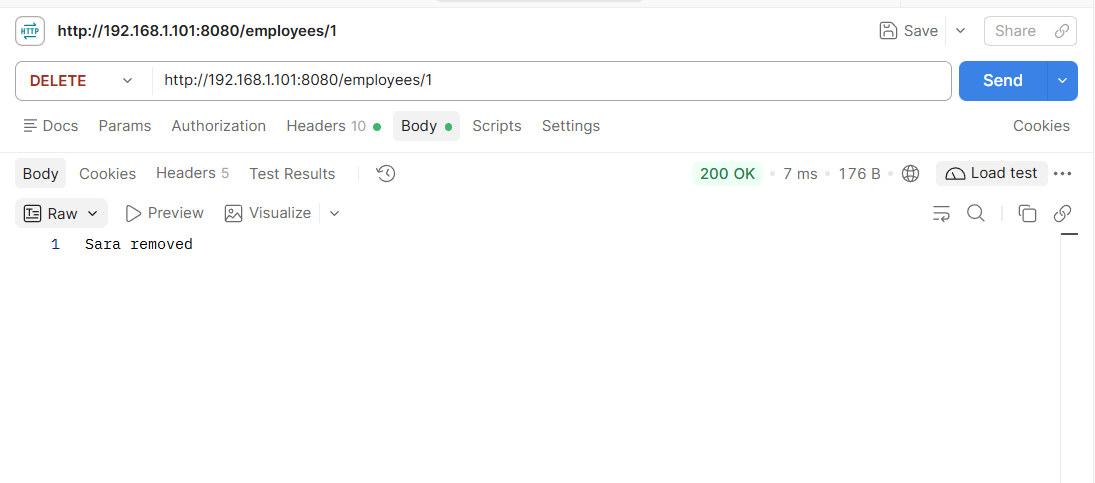 HTTP http://192.168.1.101:8080/employees/1 Save Share
DELETE http://192.168.1.101:8080/employees/1 Send
Docs Params Authorization Headers 10 Body Scripts Settings Cookies
Body Cookies Headers 5 Test Results 200 OK 7 ms 176 B Load test
Raw Preview Visualize
1 Sara removed